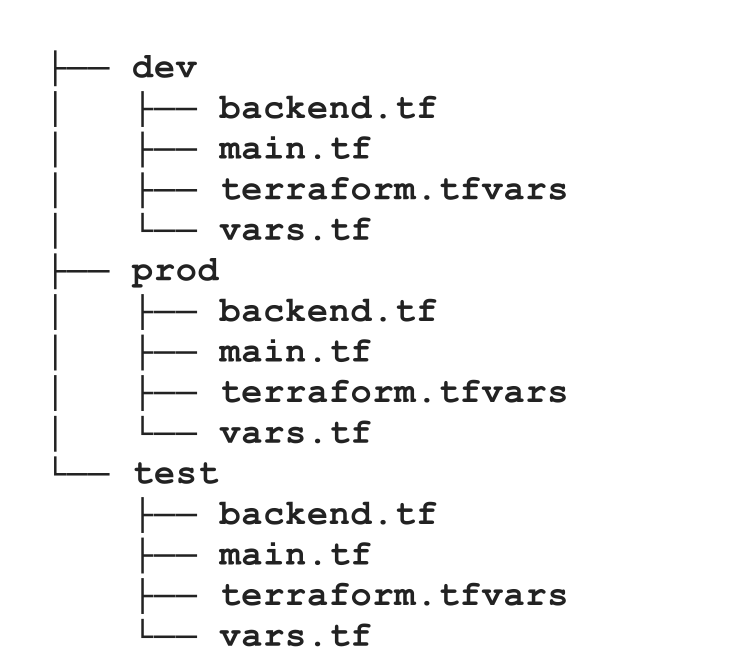 ├── dev
│   ├── backend.tf
│   ├── main.tf
│   ├── terraform.tfvars
│   └── vars.tf
├── prod
│   ├── backend.tf
│   ├── main.tf
│   ├── terraform.tfvars
│   └── vars.tf
└── test
    ├── backend.tf
    ├── main.tf
    ├── terraform.tfvars
    └── vars.tf